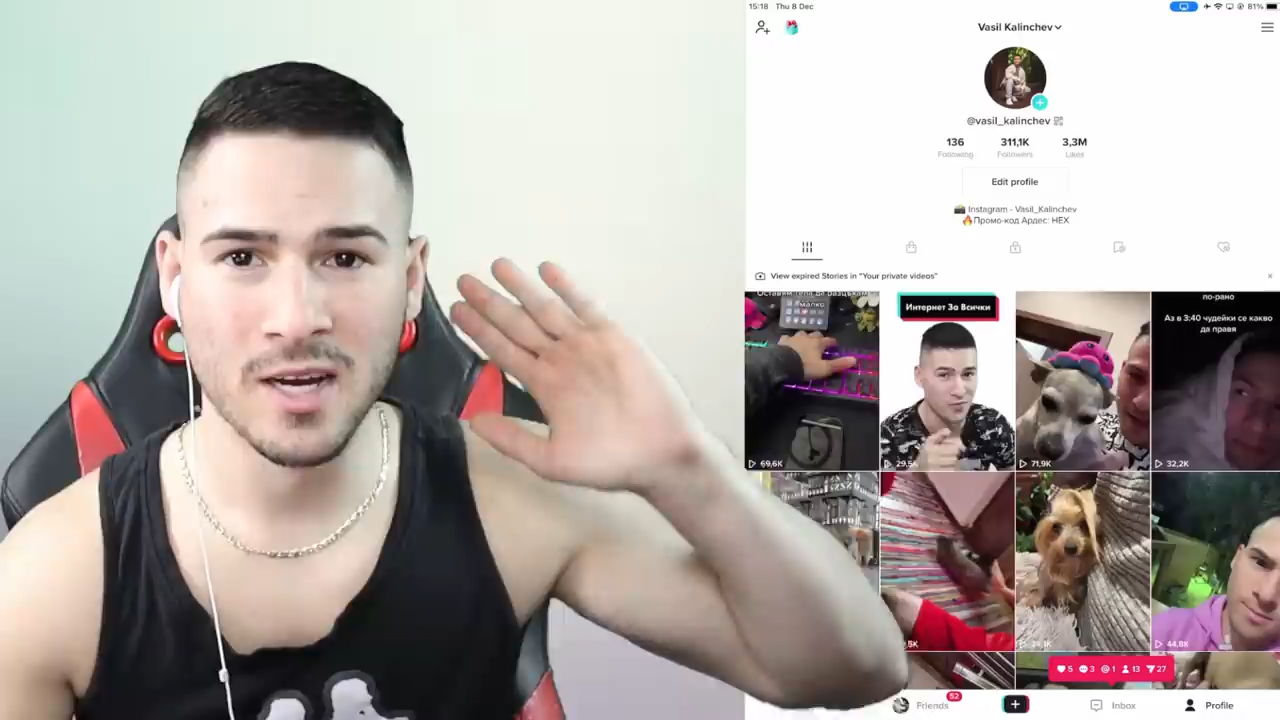 15:18 Thu 8 Dec
81%
Vasil Kalinchev
@vasil_kalinchev
136 311,1K 3,3M
Following Followers Likes
Edit profile
Instagram - Vasil_Kalinchev
Промо-код Ардес: HEX
View expired Stories in "Your private videos"
малко
Интернет За Всички
по-рано
Аз в 3:40 чудейки се какво
да правя
69,6K
29,5K
71,9K
32,2K
44,8K
5 3 1 13 27
52
Friends
Inbox
Profile